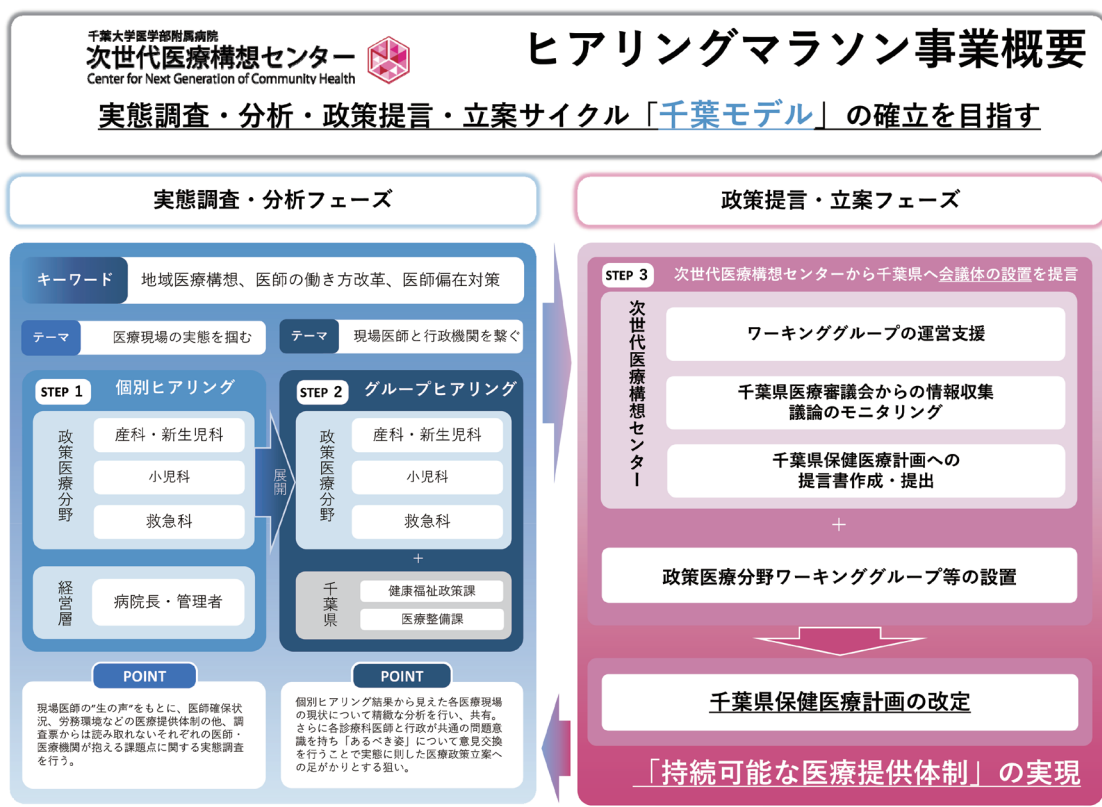 千葉大学医学部附属病院
次世代医療構想センター
Center for Next Generation of Community Health
ヒアリングマラソン事業概要
実態調査・分析・政策提言・立案サイクル「千葉モデル」の確立を目指す
実態調査・分析フェーズ
キーワード
地域医療構想、医師の働き方改革、医師偏在対策
テーマ
医療現場の実態を掴む
テーマ
現場医師と行政機関を繋ぐ
STEP 1
個別ヒアリング
政策医療分野
産科・新生児科
小児科
救急科
経営層
病院長・管理者
展開
STEP 2
グループヒアリング
政策医療分野
産科・新生児科
小児科
救急科
+
千葉県
健康福祉政策課
医療整備課
POINT
現場医師の"生の声"をもとに、医師確保状
況、労務環境などの医療提供体制の他、調
査票からは読み取れないそれぞれの医師・
医療機関が抱える課題点に関する実態調査
を行う。
POINT
個別ヒアリング結果から見えた各医療現場
の現状について精緻な分析を行い、共有。
さらに各診療科医師と行政が共通の問題意
識を持ち「あるべき姿」について意見交換
を行うことで実態に則した医療政策立案へ
の足がかりとする狙い。
政策提言・立案フェーズ
STEP 3
次世代医療構想センターから千葉県へ会議体の設置を提言
次世代医療構想センター
ワーキンググループの運営支援
千葉県医療審議会からの情報収集
議論のモニタリング
千葉県保健医療計画への
提言書作成・提出
+
政策医療分野ワーキンググループ等の設置
千葉県保健医療計画の改定
「持続可能な医療提供体制」の実現